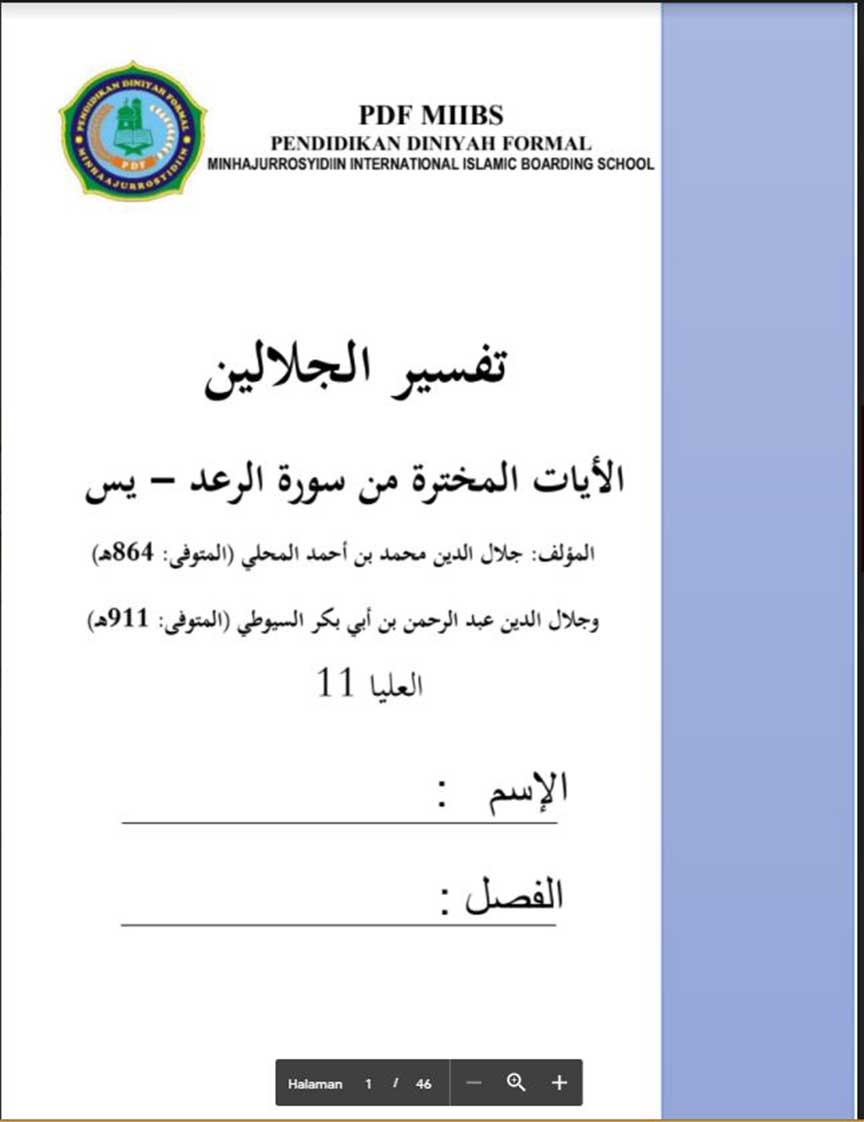 PENDIDIKAN DINIYAH FORMAL
PDF
MINHAAJURROSYIDIIN
PDF MIIBS
PENDIDIKAN DINIYAH FORMAL
MINHAJURROSYIDIIN INTERNATIONAL ISLAMIC BOARDING SCHOOL
تفسير الجلالين
الأيات المخترة من سورة الرعد – يس
المؤلف: جلال الدين محمد بن أحمد المحلي (المتوفى: 864هـ)
وجلال الدين عبد الرحمن بن أبي بكر السيوطي (المتوفى: 911هـ)
العليا 11
الإسم :
الفصل :
Halaman 1 / 46